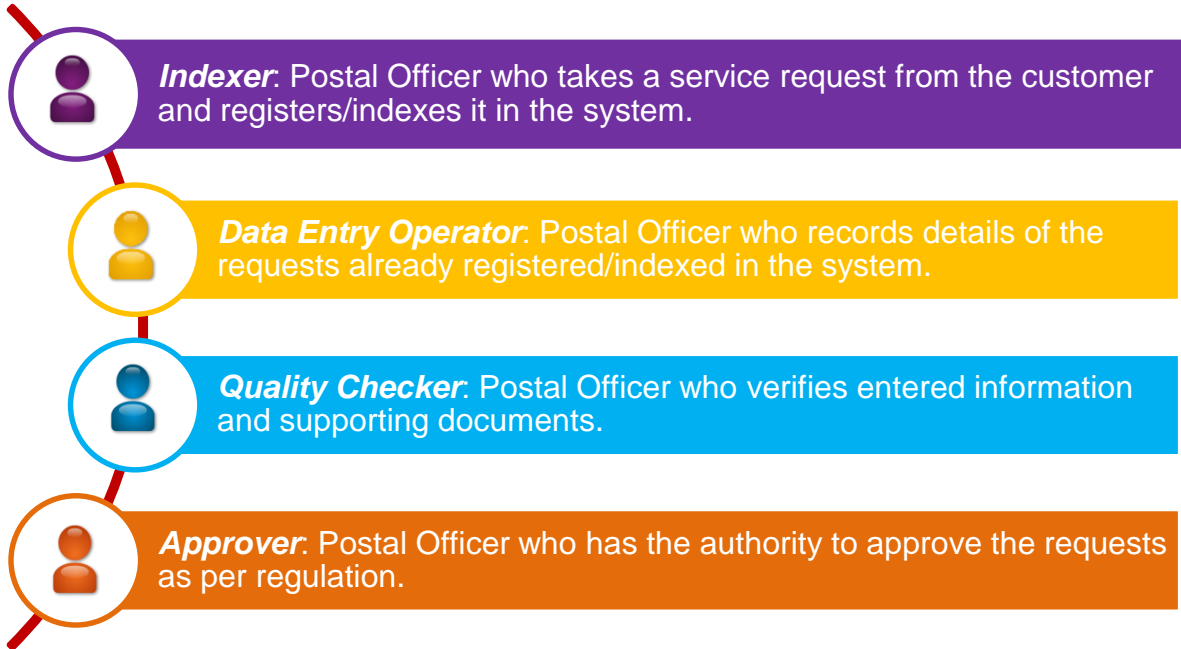 Indexer: Postal Officer who takes a service request from the customer
and registers/indexes it in the system.
Data Entry Operator: Postal Officer who records details of the
requests already registered/indexed in the system.
Quality Checker: Postal Officer who verifies entered information
and supporting documents.
Approver: Postal Officer who has the authority to approve the requests
as per regulation.